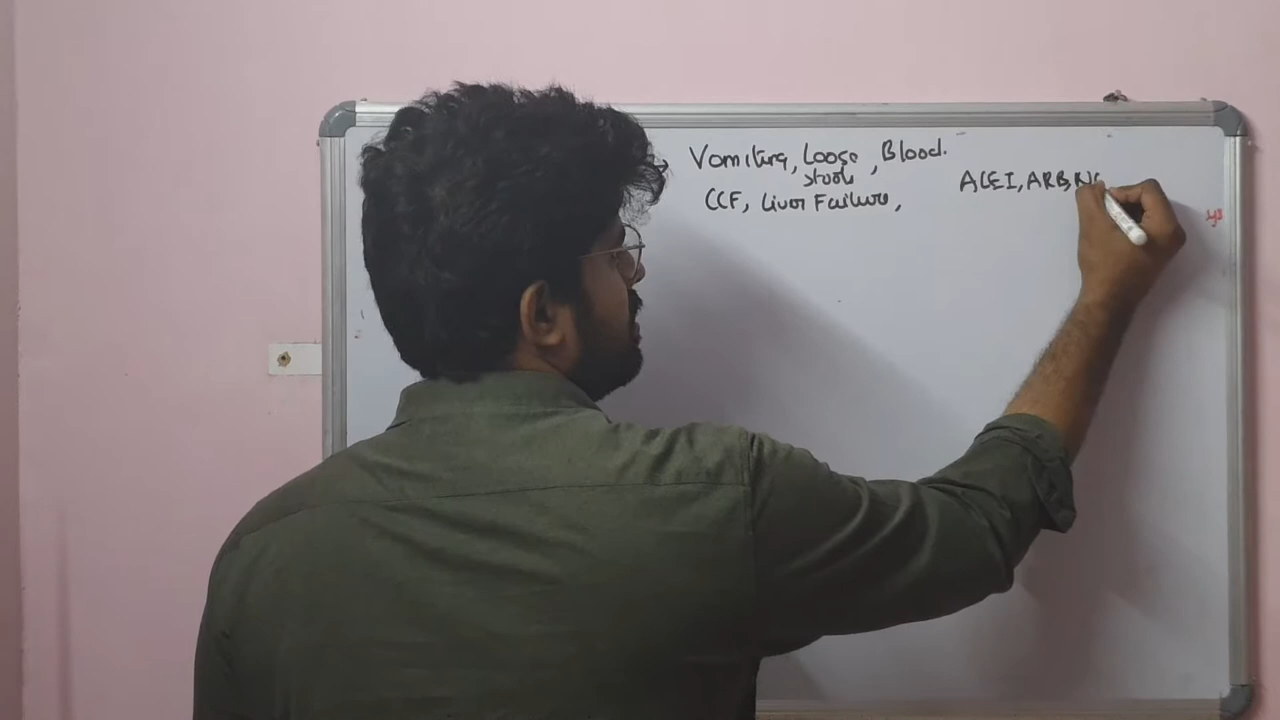 → Vomiting, Loose stools, Blood.
CCF, Liver Failure,
ACEI, ARB,